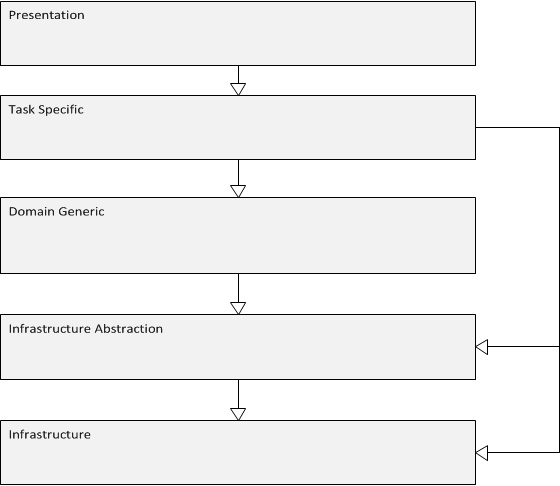 Presentation
Task Specific
Domain Generic
Infrastructure Abstraction
Infrastructure